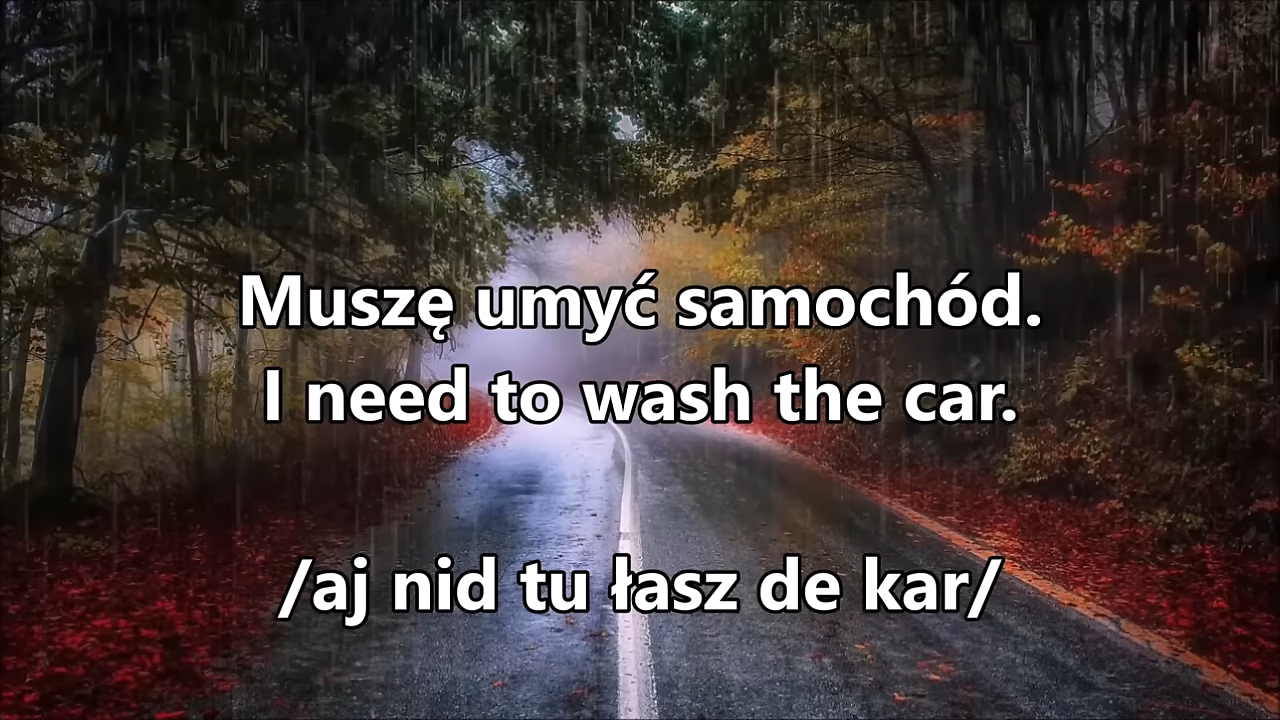 Muszę umyć samochód.
I need to wash the car.
/aj nid tu łasz de kar/